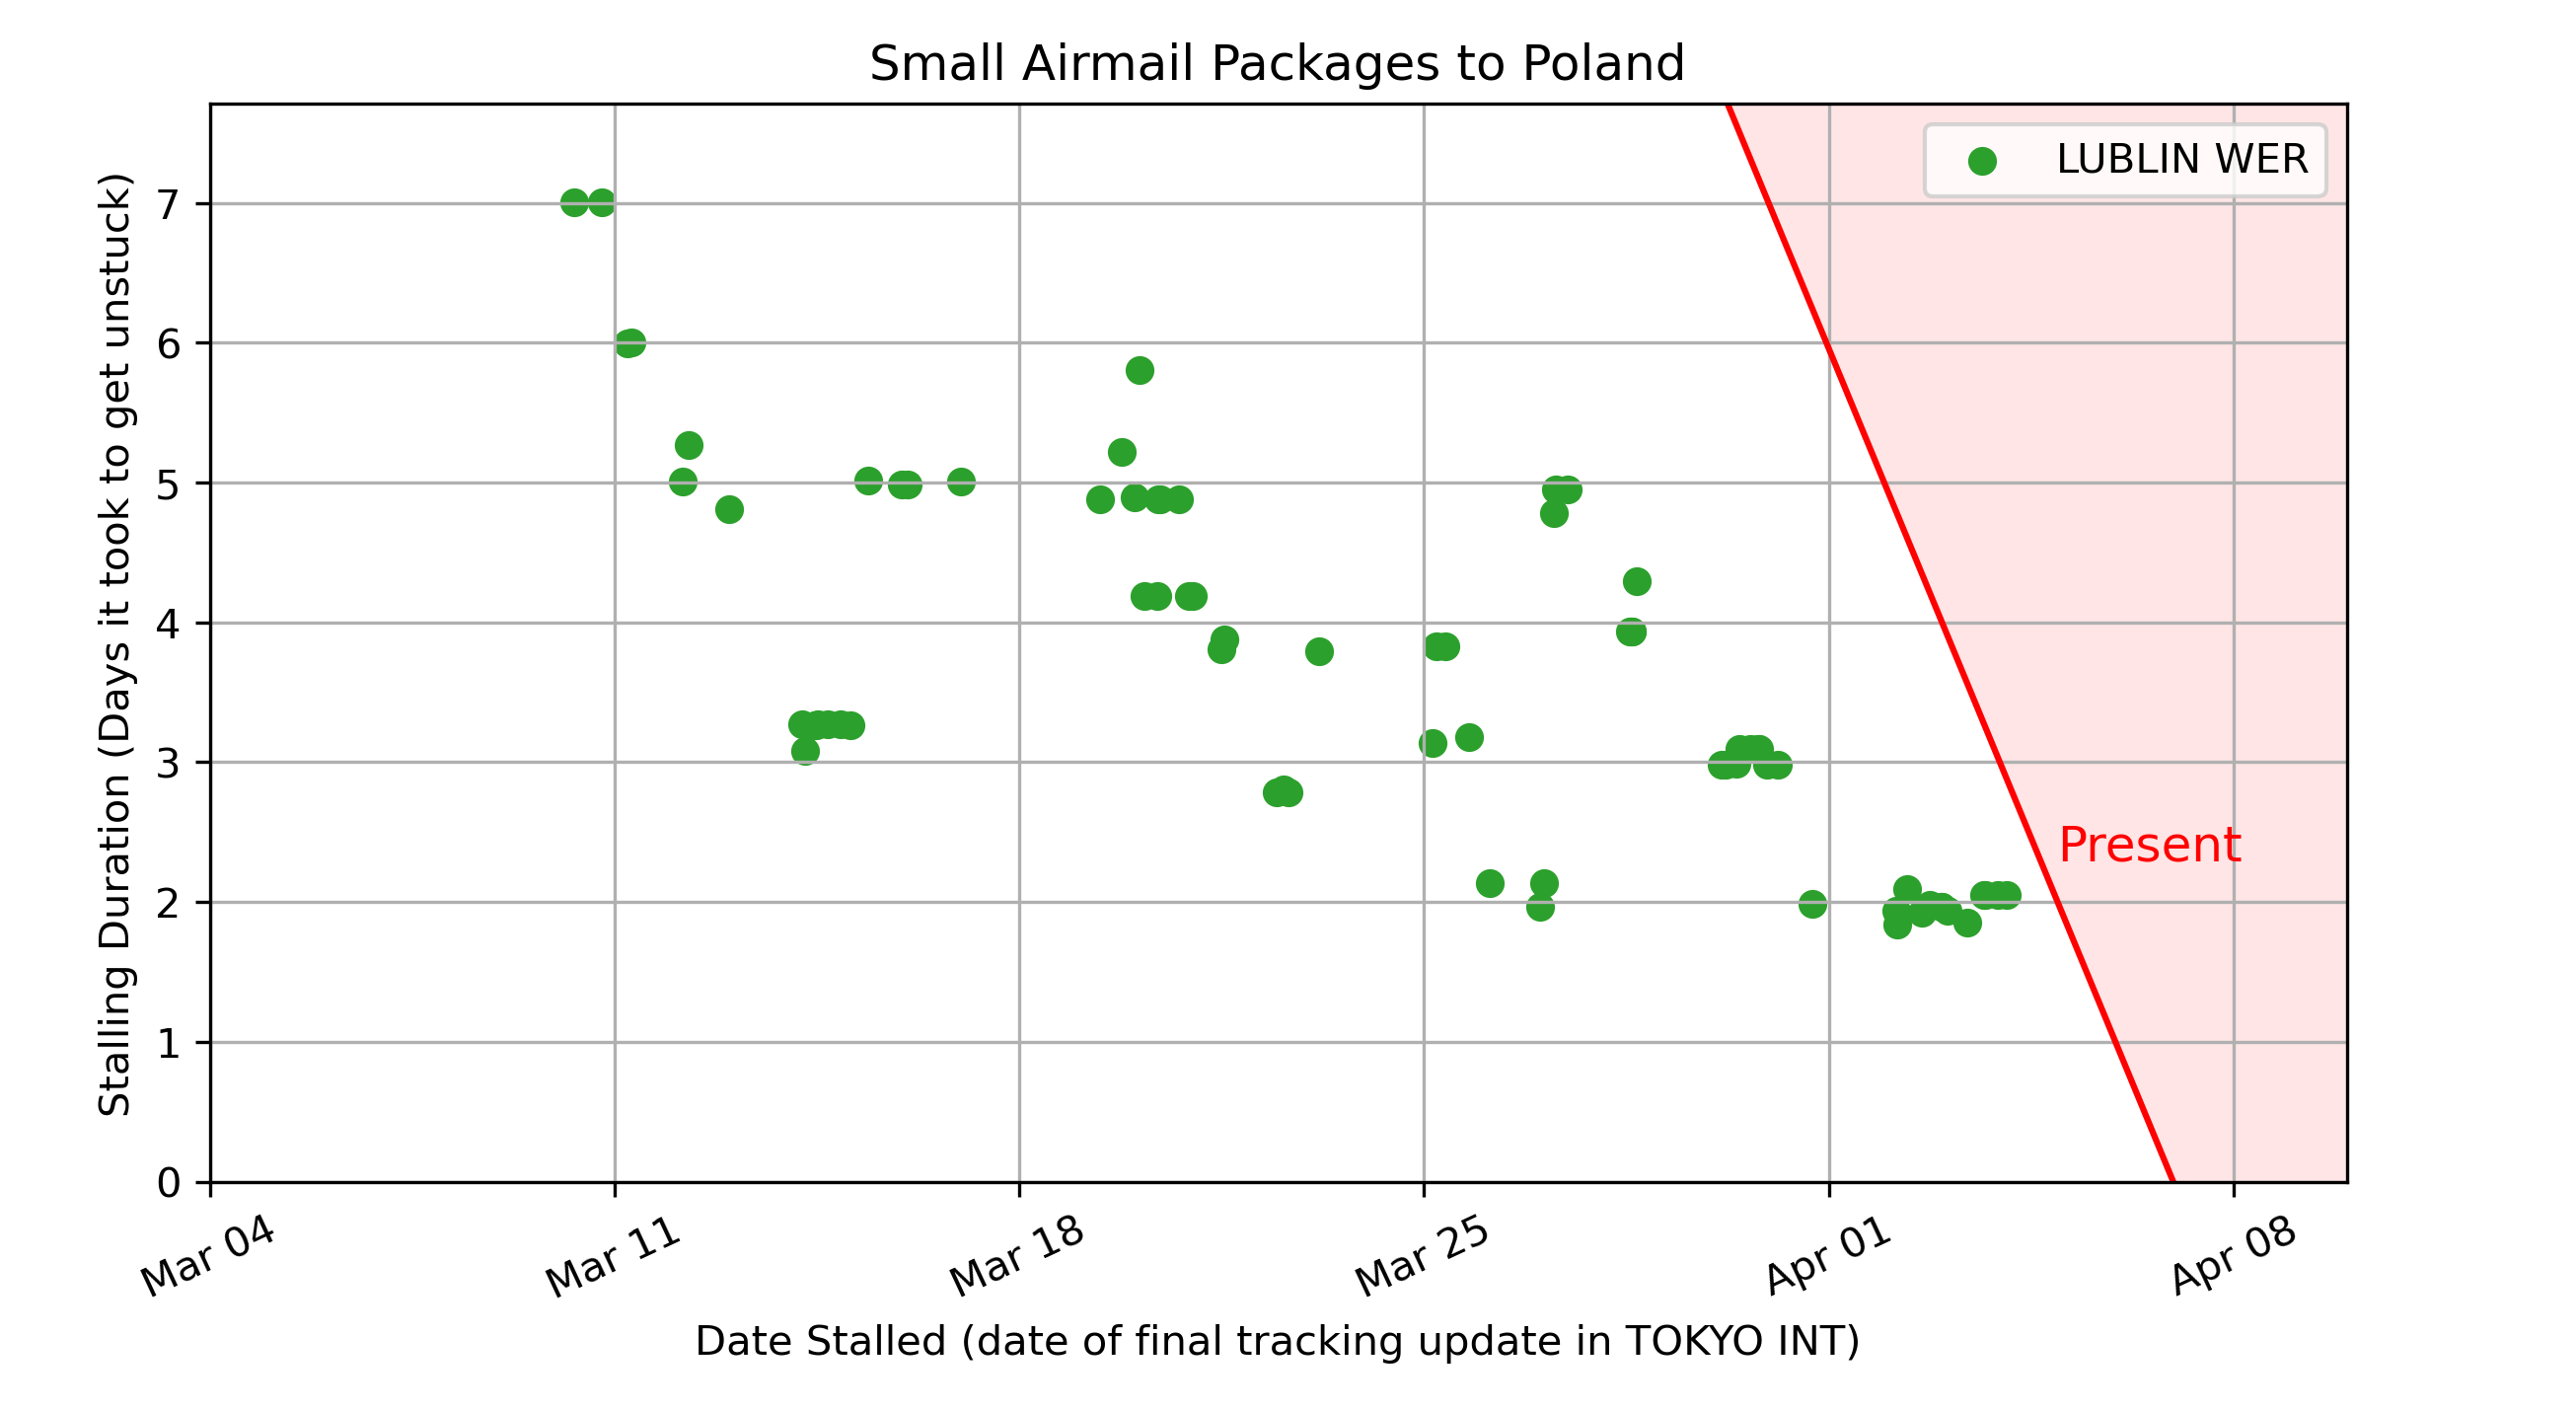 Small Airmail Packages to Poland
LUBLIN WER
Stalling Duration (Days it took to get unstuck)
7
6
5
4
3
2
1
0
Present
Mar 04
Mar 11
Mar 18
Mar 25
Apr 01
Apr 08
Date Stalled (date of final tracking update in TOKYO INT)